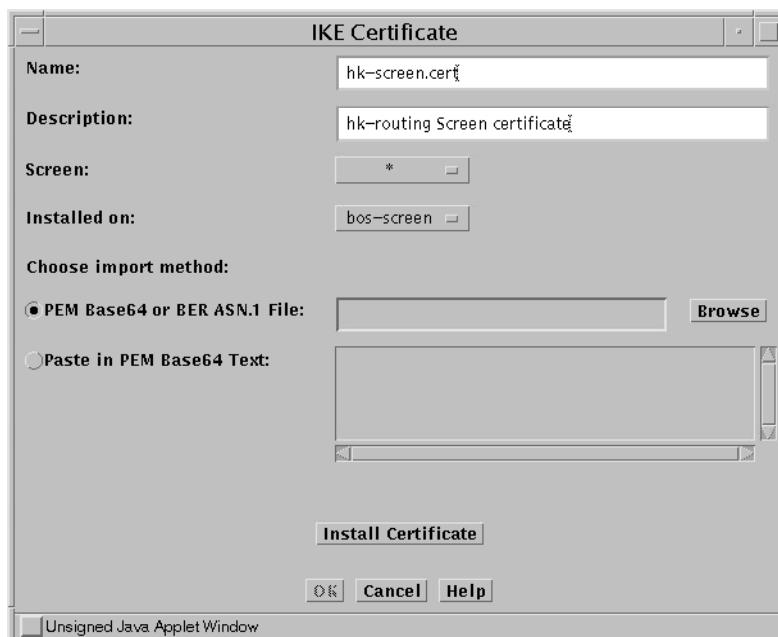 IKE Certificate
Name: hk-screen.cert
Description: hk-routing Screen certificate
Screen: *
Installed on: bos-screen
Choose import method:
PEM Base64 or BER ASN.1 File: Browse
Paste in PEM Base64 Text:
Install Certificate
OK Cancel Help
Unsigned Java Applet Window